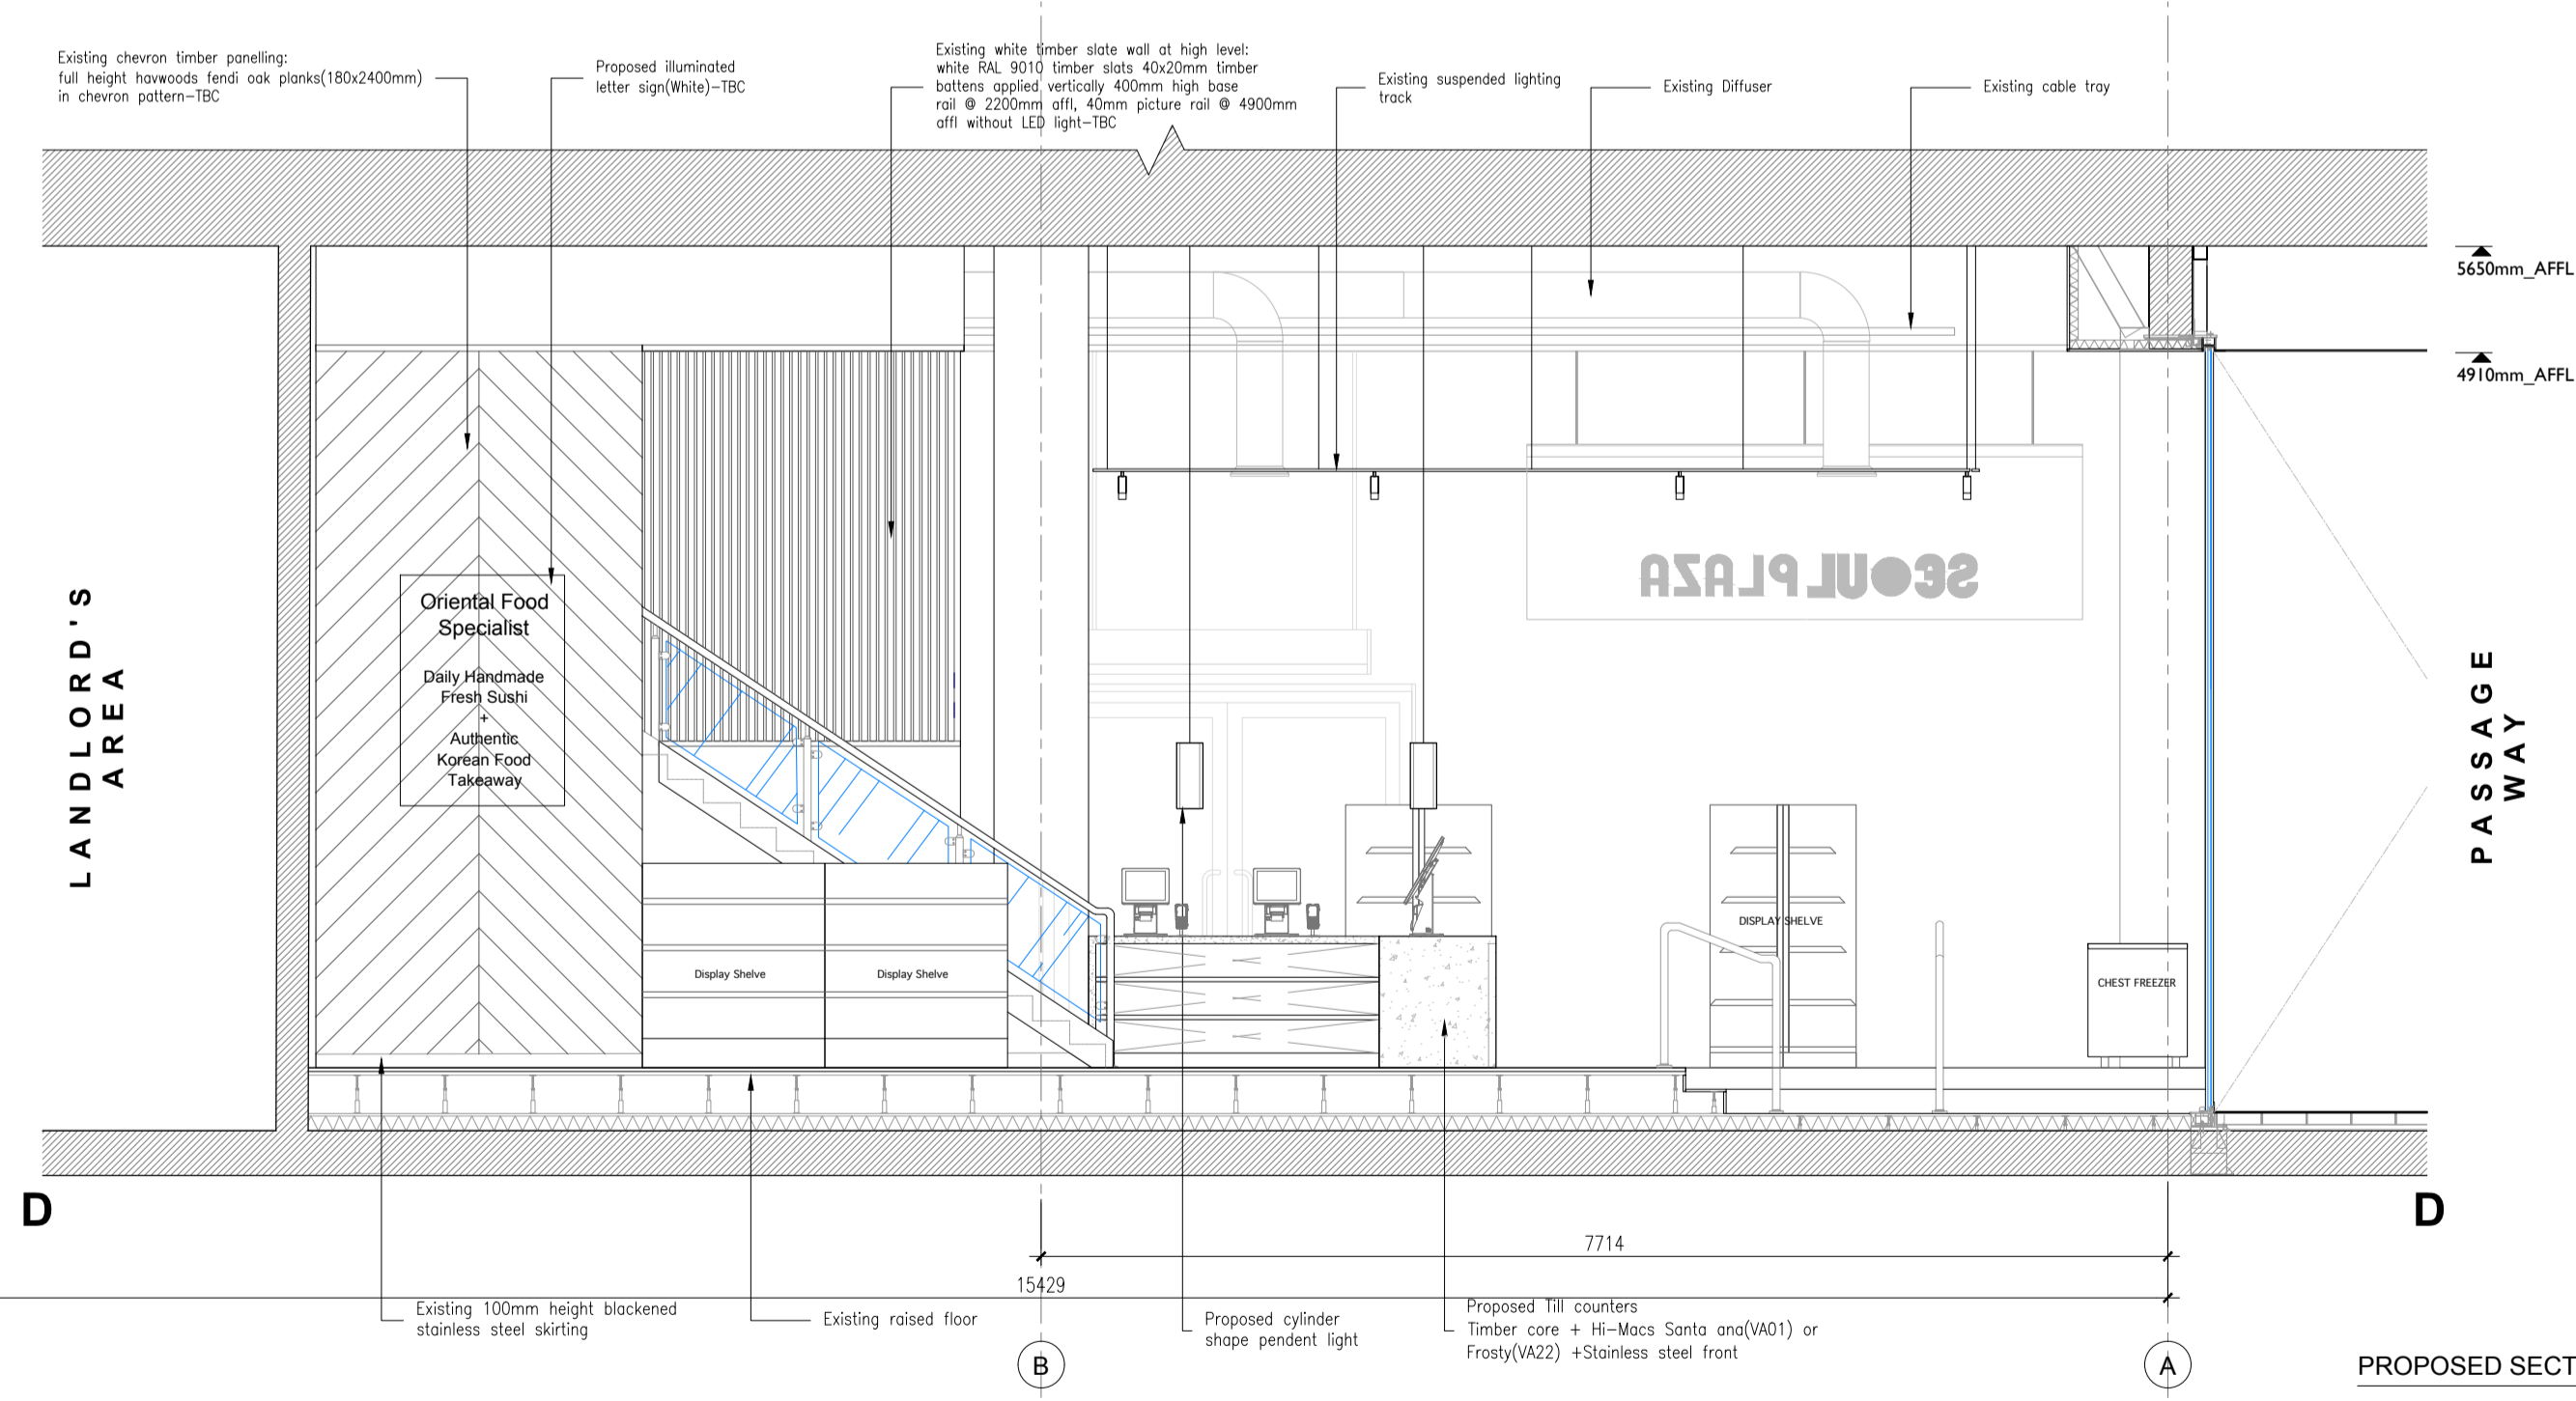 Existing chevron timber panelling:
full height havwoods fendi oak planks(180x2400mm)
in chevron pattern-TBC
Proposed illuminated
letter sign(White)-TBC
Existing white timber slate wall at high level:
white RAL 9010 timber slats 40x20mm timber
battens applied vertically 400mm high base
rail @ 2200mm affl, 40mm picture rail @ 4900mm
affl without LED light-TBC
Existing suspended lighting
track
Existing Diffuser
Existing cable tray
5650mm_AFFL
4910mm_AFFL
LANDLORD'S
AREA
Oriental Food
Specialist
Daily Handmade
Fresh Sushi
+
Authentic
Korean Food
Takeaway
SEOUL PLAZA
PASSAGE
WAY
Display Shelve
Display Shelve
DISPLAY SHELVE
CHEST FREEZER
D
D
7714
15429
Existing 100mm height blackened
stainless steel skirting
Existing raised floor
Proposed cylinder
shape pendent light
Proposed Till counters
Timber core + Hi-Macs Santa ana(VA01) or
Frosty(VA22) +Stainless steel front
B
A
PROPOSED SECT